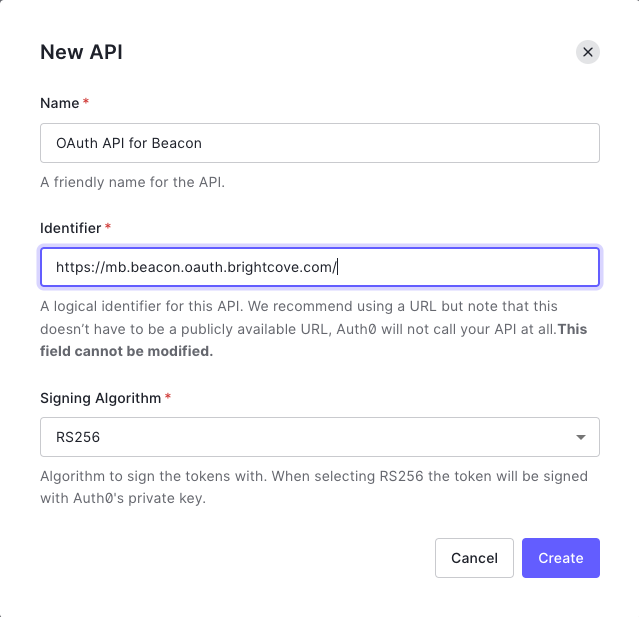 New API
Name *
OAuth API for Beacon
A friendly name for the API.
Identifier *
https://mb.beacon.oauth.brightcove.com/
A logical identifier for this API. We recommend using a URL but note that this
doesn’t have to be a publicly available URL, Auth0 will not call your API at all.This
field cannot be modified.
Signing Algorithm *
RS256
Algorithm to sign the tokens with. When selecting RS256 the token will be signed
with Auth0's private key.
Cancel Create